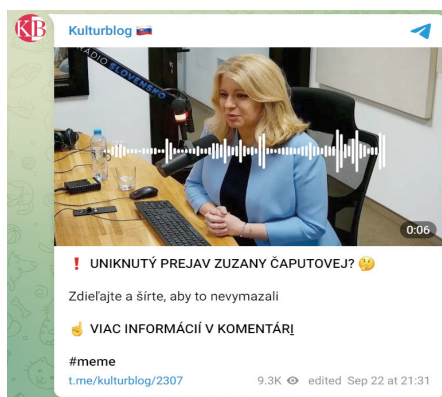 KB
Kulturblog 🇸🇰
RÁDIO SLOVENSKO
0:06
❗ UNIKNUTÝ PREJAV ZUZANY ČAPUTOVEJ? 🤔
Zdieľajte a šírte, aby to nevymazali
☝️ VIAC INFORMÁCIÍ V KOMENTÁRI
#meme
t.me/kulturblog/2307 9.3K edited Sep 22 at 21:31